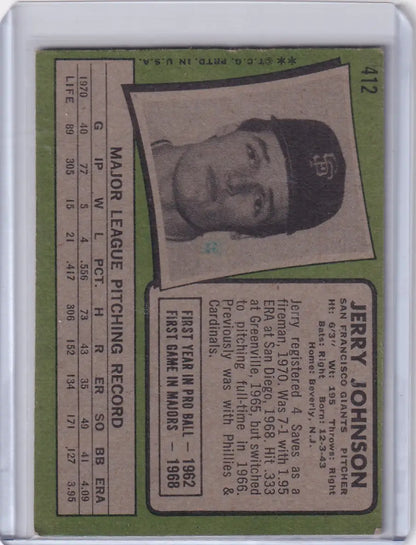 412
*©T.C.G. PRTD. IN U.S.A.
SF
JERRY JOHNSON
SAN FRANCISCO GIANTS PITCHER
Ht: 6'3" Wt: 195 Throws: Right
Bats: Right Born: 12-3-43
Home: Beverly, N.J.
Jerry registered 4 Saves as a
fireman, 1970. Was 7-1 with 1.95
ERA at San Diego, 1968. Hit .333
at Greenville, 1965, but switched
to pitching full-time in 1966.
Previously was with Phillies &
Cardinals.
FIRST YEAR IN PRO BALL — 1962
FIRST GAME IN MAJORS — 1968
MAJOR LEAGUE PITCHING RECORD
G IP W L PCT. H R ER SO BB ERA
1970 40 77 5 4 .556 73 43 35 49 41 4.09
LIFE 89 305 15 21 .417 306 152 134 171 127 3.95